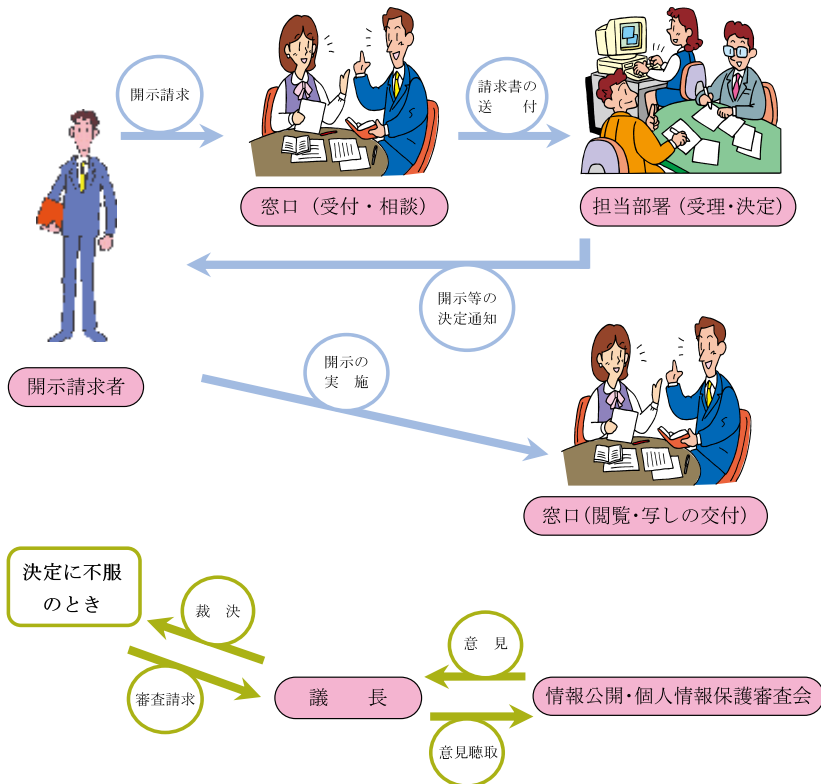 開示請求
請求書の
送　付
窓口（受付・相談）
担当部署（受理・決定）
開示等の
決定通知
開示請求者
開示の
実　施
窓口（閲覧・写しの交付）
決定に不服
のとき
裁　決
意　見
審査請求
議　　長
情報公開・個人情報保護審査会
意見聴取